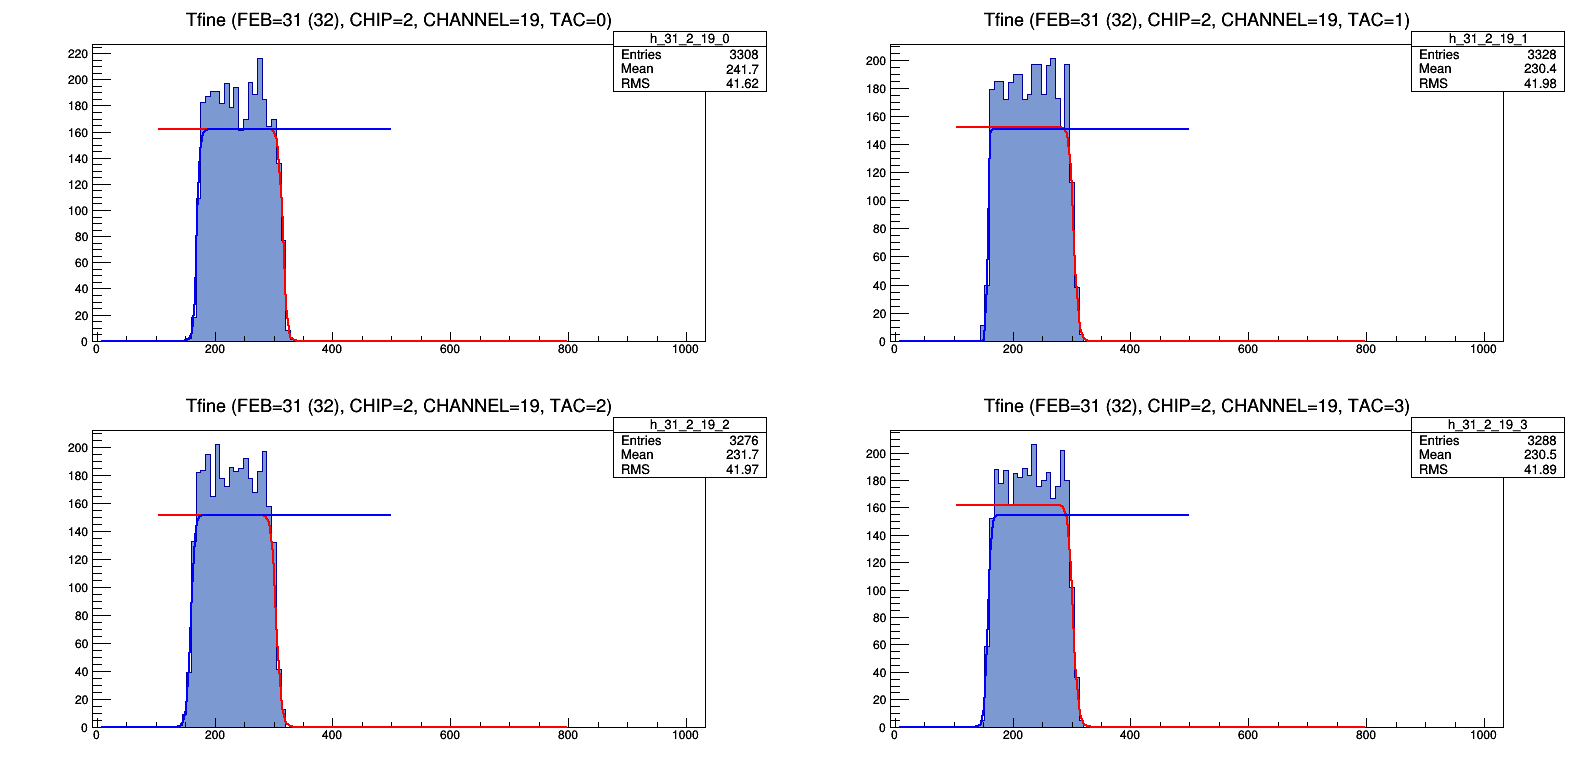 Tfine (FEB=31 (32), CHIP=2, CHANNEL=19, TAC=0)
h_31_2_19_0
Entries 3308
Mean 241.7
RMS 41.62
220
200
180
160
140
120
100
80
60
40
20
0
0 200 400 600 800 1000
Tfine (FEB=31 (32), CHIP=2, CHANNEL=19, TAC=1)
h_31_2_19_1
Entries 3328
Mean 230.4
RMS 41.98
200
180
160
140
120
100
80
60
40
20
0
0 200 400 600 800 1000
Tfine (FEB=31 (32), CHIP=2, CHANNEL=19, TAC=2)
h_31_2_19_2
Entries 3276
Mean 231.7
RMS 41.97
200
180
160
140
120
100
80
60
40
20
0
0 200 400 600 800 1000
Tfine (FEB=31 (32), CHIP=2, CHANNEL=19, TAC=3)
h_31_2_19_3
Entries 3288
Mean 230.5
RMS 41.89
200
180
160
140
120
100
80
60
40
20
0
0 200 400 600 800 1000